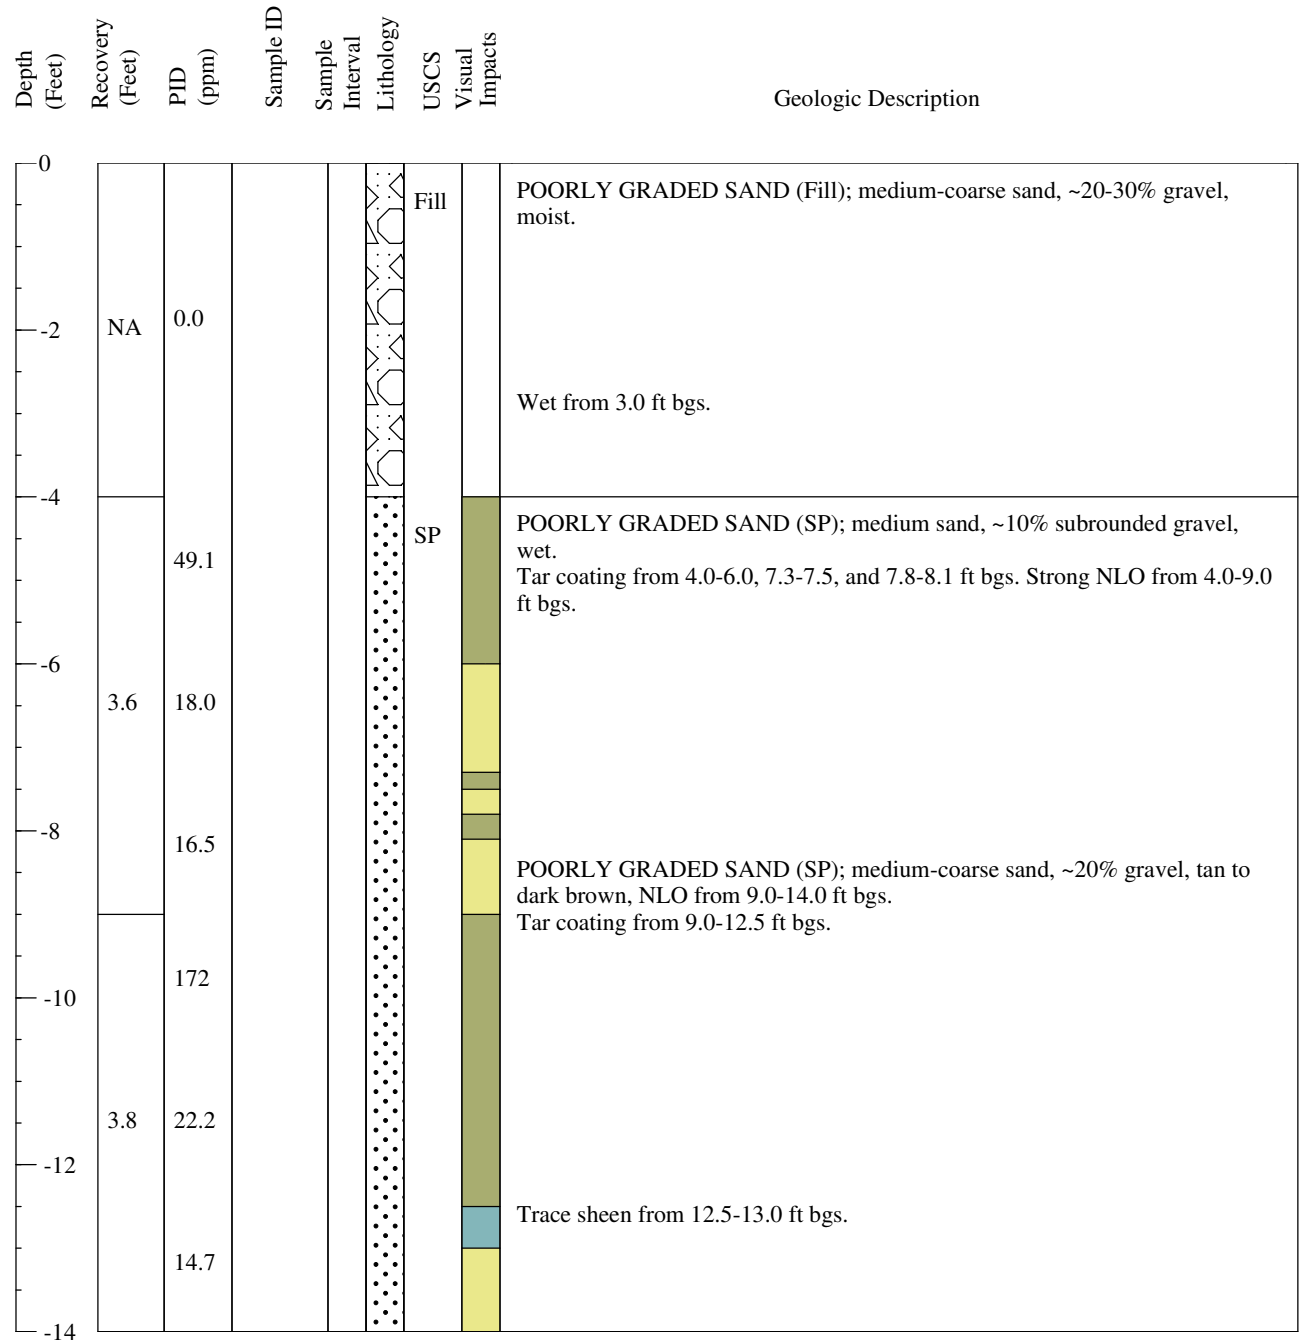 Depth
(Feet)
Recovery
(Feet)
PID
(ppm)
Sample ID
Sample
Interval
Lithology
USCS
Visual
Impacts
Geologic Description
0
Fill
POORLY GRADED SAND (Fill); medium-coarse sand, ~20-30% gravel,
moist.
-2
NA
0.0
Wet from 3.0 ft bgs.
-4
SP
POORLY GRADED SAND (SP); medium sand, ~10% subrounded gravel,
wet.
49.1
Tar coating from 4.0-6.0, 7.3-7.5, and 7.8-8.1 ft bgs. Strong NLO from 4.0-9.0
ft bgs.
-6
3.6
18.0
-8
16.5
POORLY GRADED SAND (SP); medium-coarse sand, ~20% gravel, tan to
dark brown, NLO from 9.0-14.0 ft bgs.
Tar coating from 9.0-12.5 ft bgs.
172
-10
3.8
22.2
-12
Trace sheen from 12.5-13.0 ft bgs.
14.7
-14